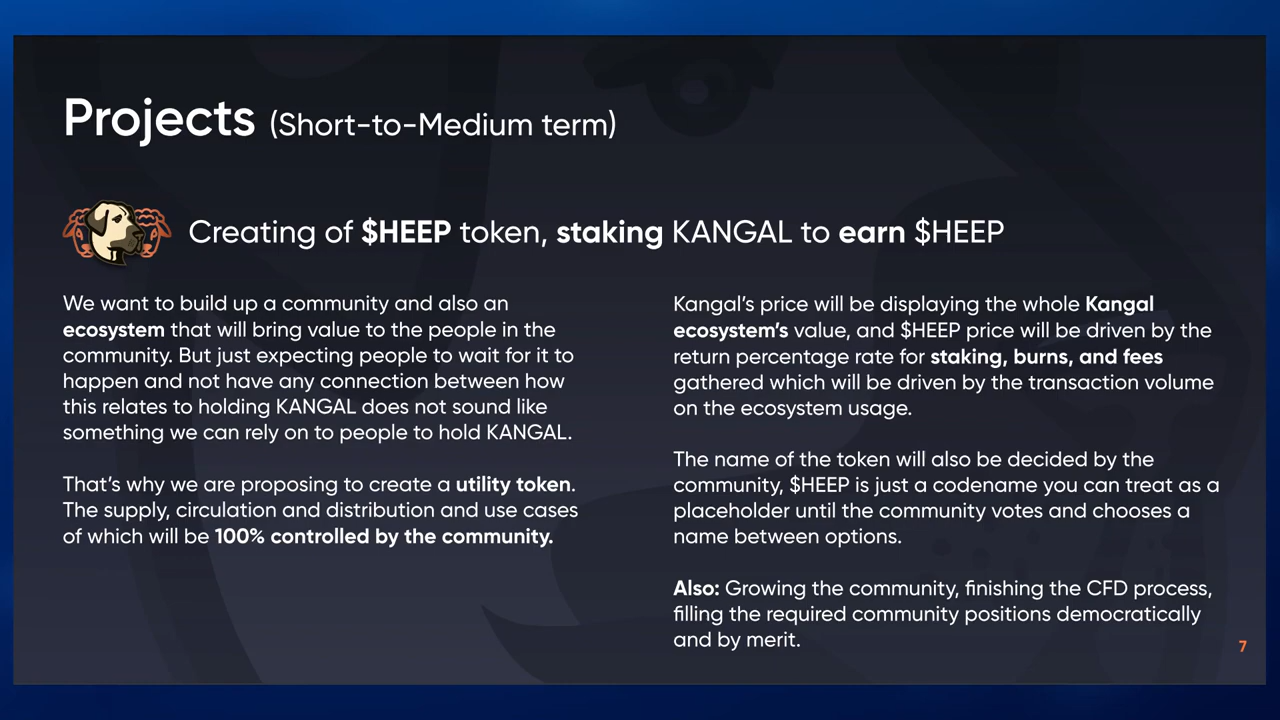 Projects (Short-to-Medium term)
Creating of $HEEP token, staking KANGAL to earn $HEEP
We want to build up a community and also an
ecosystem that will bring value to the people in the
community. But just expecting people to wait for it to
happen and not have any connection between how
this relates to holding KANGAL does not sound like
something we can rely on to people to hold KANGAL.
That's why we are proposing to create a utility token.
The supply, circulation and distribution and use cases
of which will be 100% controlled by the community.
Kangal's price will be displaying the whole Kangal
ecosystem's value, and $HEEP price will be driven by the
return percentage rate for staking, burns, and fees
gathered which will be driven by the transaction volume
on the ecosystem usage.
The name of the token will also be decided by the
community, $HEEP is just a codename you can treat as a
placeholder until the community votes and chooses a
name between options.
Also: Growing the community, finishing the CFD process,
filling the required community positions democratically
and by merit.
7